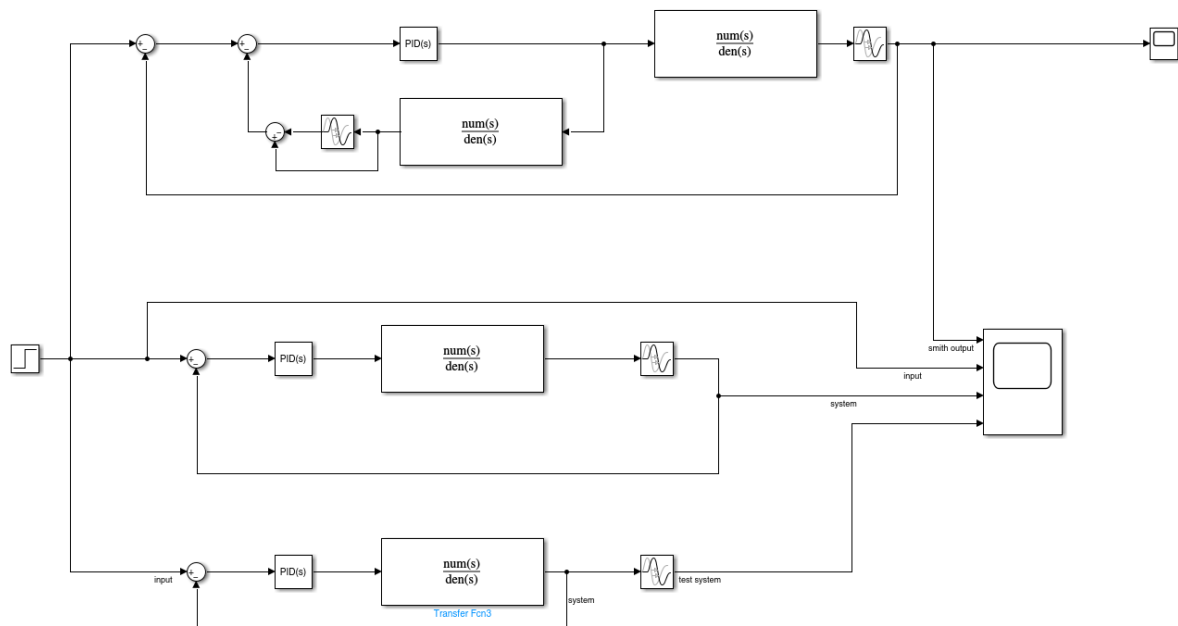 PID(s)
num(s)
den(s)
num(s)
den(s)
smith output
input
PID(s)
num(s)
den(s)
system
input
PID(s)
num(s)
den(s)
system
test system
Transfer Fcn3